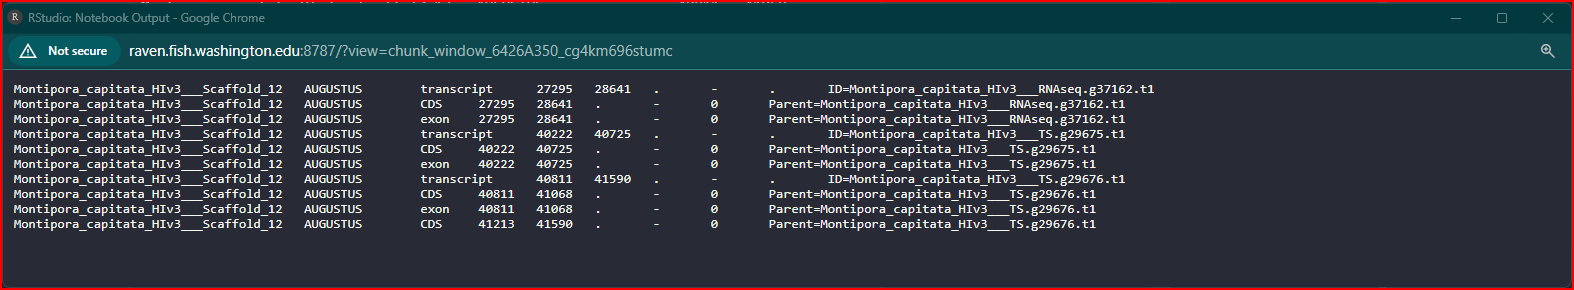 RStudio: Notebook Output - Google Chrome
Not secure raven.fish.washington.edu:8787/?view=chunk_window_6426A350_cg4km696stumc
Montipora_capitata_HIv3___Scaffold_12 AUGUSTUS transcript 27295 28641 . - . ID=Montipora_capitata_HIv3___RNAseq.g37162.t1
Montipora_capitata_HIv3___Scaffold_12 AUGUSTUS CDS 27295 28641 . - 0 Parent=Montipora_capitata_HIv3___RNAseq.g37162.t1
Montipora_capitata_HIv3___Scaffold_12 AUGUSTUS exon 27295 28641 . - 0 Parent=Montipora_capitata_HIv3___RNAseq.g37162.t1
Montipora_capitata_HIv3___Scaffold_12 AUGUSTUS transcript 40222 40725 . - . ID=Montipora_capitata_HIv3___TS.g29675.t1
Montipora_capitata_HIv3___Scaffold_12 AUGUSTUS CDS 40222 40725 . - 0 Parent=Montipora_capitata_HIv3___TS.g29675.t1
Montipora_capitata_HIv3___Scaffold_12 AUGUSTUS exon 40222 40725 . - 0 Parent=Montipora_capitata_HIv3___TS.g29675.t1
Montipora_capitata_HIv3___Scaffold_12 AUGUSTUS transcript 40811 41590 . - . ID=Montipora_capitata_HIv3___TS.g29676.t1
Montipora_capitata_HIv3___Scaffold_12 AUGUSTUS CDS 40811 41068 . - 0 Parent=Montipora_capitata_HIv3___TS.g29676.t1
Montipora_capitata_HIv3___Scaffold_12 AUGUSTUS exon 40811 41068 . - 0 Parent=Montipora_capitata_HIv3___TS.g29676.t1
Montipora_capitata_HIv3___Scaffold_12 AUGUSTUS CDS 41213 41590 . - 0 Parent=Montipora_capitata_HIv3___TS.g29676.t1